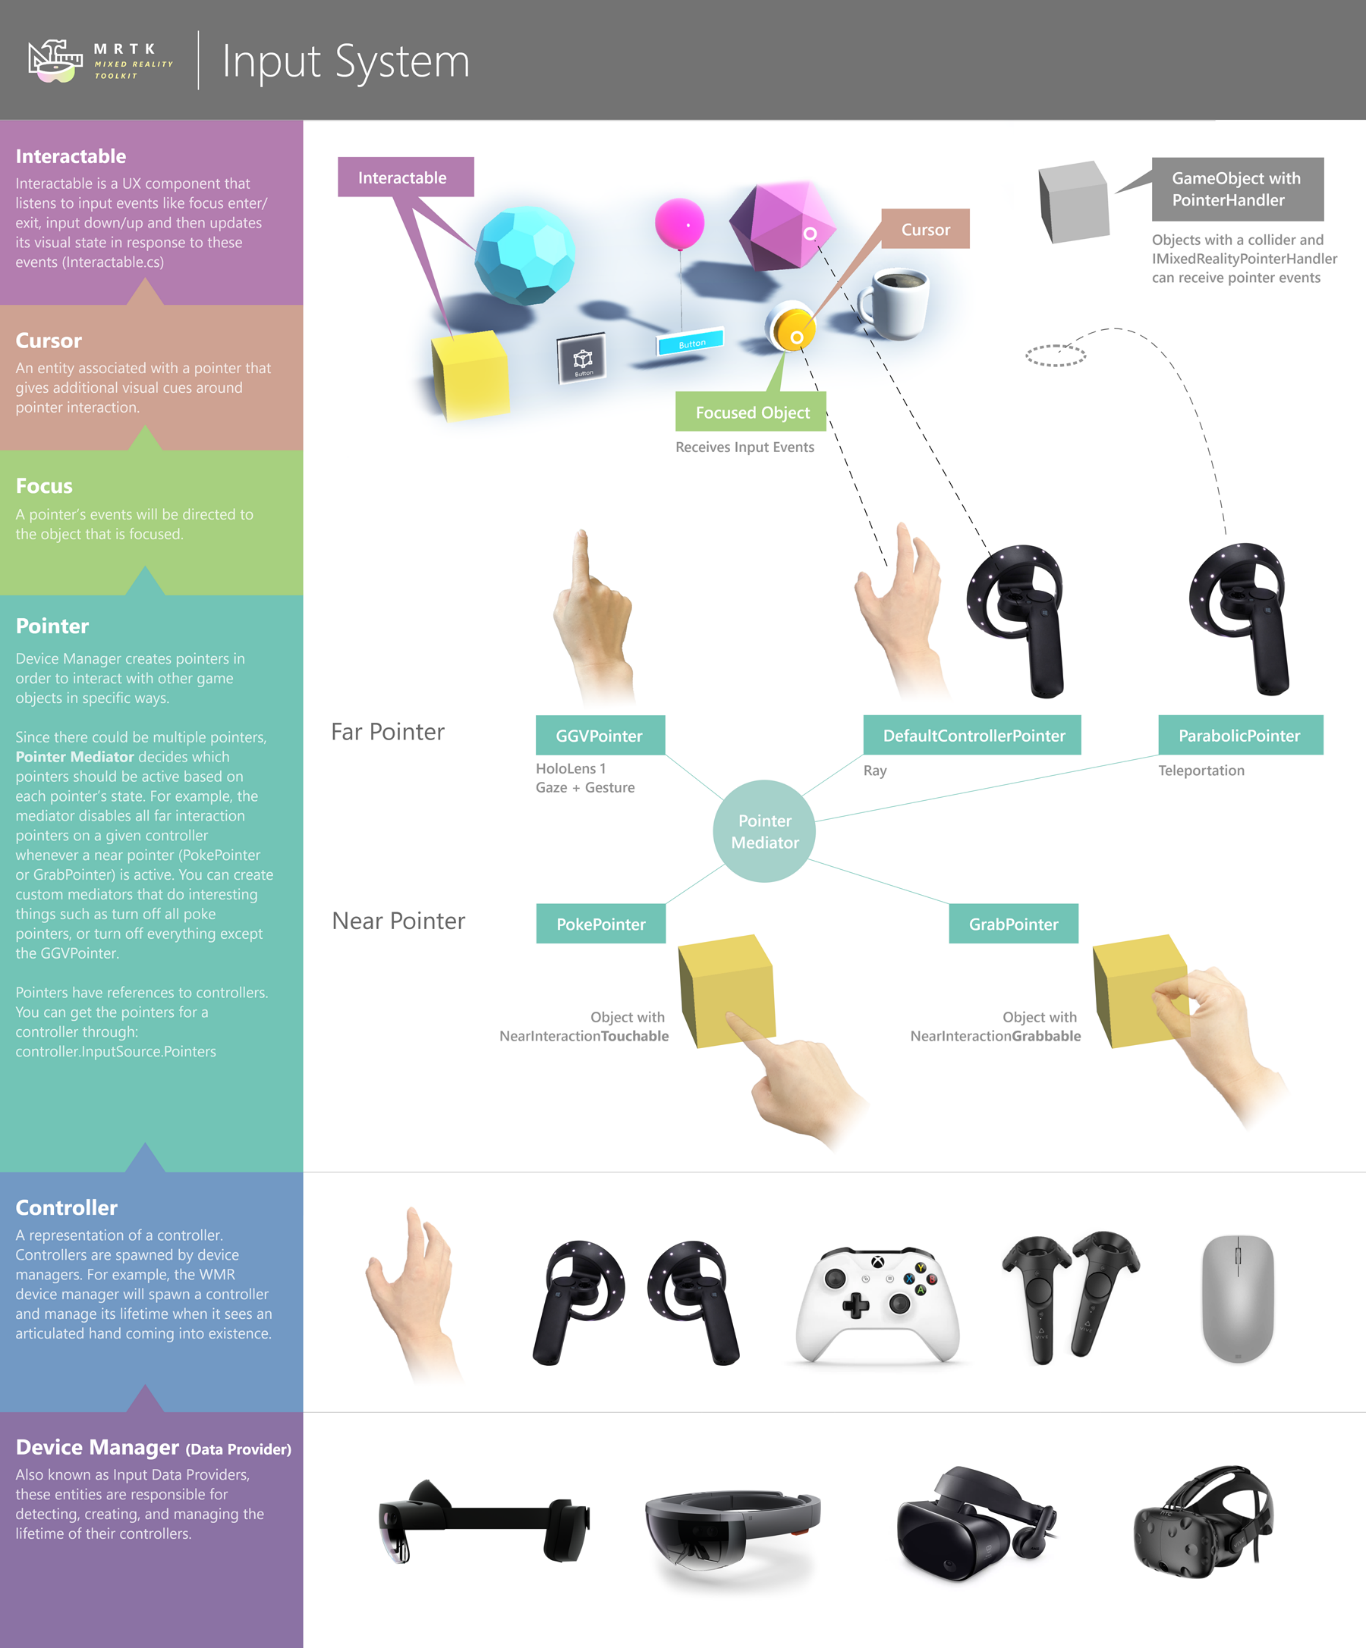 MRTK
MIXED REALITY
TOOLKIT
Input System
Interactable
Interactable is a UX component that
listens to input events like focus enter/
exit, input down/up and then updates
its visual state in response to these
events (Interactable.cs)
Cursor
An entity associated with a pointer that
gives additional visual cues around
pointer interaction.
Focus
A pointer's events will be directed to
the object that is focused.
Pointer
Device Manager creates pointers in
order to interact with other game
objects in specific ways.
Since there could be multiple pointers,
Pointer Mediator decides which
pointers should be active based on
each pointer's state. For example, the
mediator disables all far interaction
pointers on a given controller
whenever a near pointer (PokePointer
or GrabPointer) is active. You can create
custom mediators that do interesting
things such as turn off all poke
pointers, or turn off everything except
the GGVPointer.
Pointers have references to controllers.
You can get the pointers for a
controller through:
controller.InputSource.Pointers
Controller
A representation of a controller.
Controllers are spawned by device
managers. For example, the WMR
device manager will spawn a controller
and manage its lifetime when it sees an
articulated hand coming into existence.
Device Manager (Data Provider)
Also known as Input Data Providers,
these entities are responsible for
detecting, creating, and managing the
lifetime of their controllers.
Interactable
Cursor
Button
Button
Focused Object
Receives Input Events
GameObject with
PointerHandler
Objects with a collider and
IMixedRealityPointerHandler
can receive pointer events
Far Pointer
GGVPointer
HoloLens 1
Gaze + Gesture
DefaultControllerPointer
Ray
ParabolicPointer
Teleportation
Pointer
Mediator
Near Pointer
PokePointer
Object with
NearInteractionTouchable
GrabPointer
Object with
NearInteractionGrabbable
Y
X
B
A